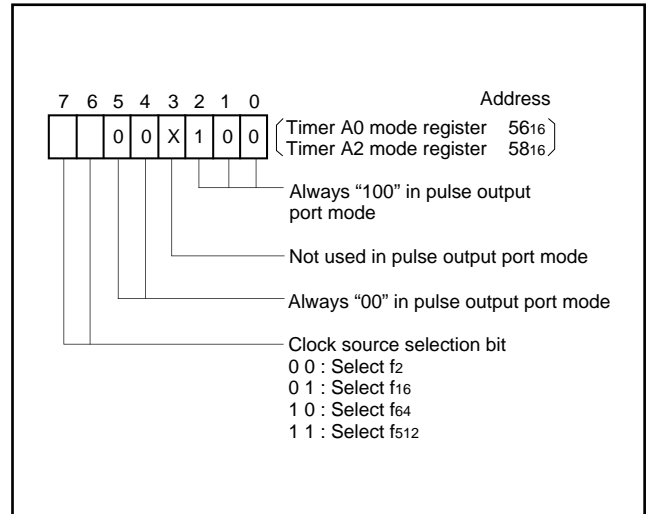 7 6 5 4 3 2 1 0 Address
0 0 X 1 0 0 Timer A0 mode register 5616
Timer A2 mode register 5816
Always “100” in pulse output
port mode
Not used in pulse output port mode
Always “00” in pulse output port mode
Clock source selection bit
0 0 : Select f2
0 1 : Select f16
1 0 : Select f64
1 1 : Select f512